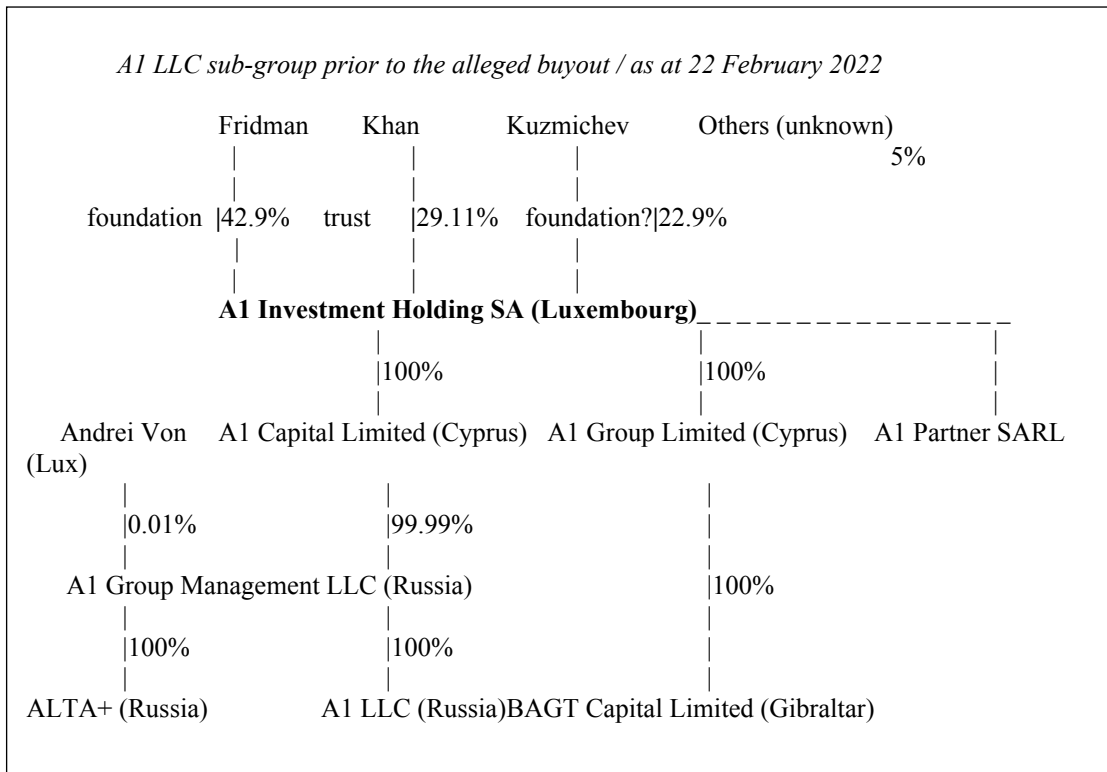 A1 LLC sub-group prior to the alleged buyout / as at 22 February 2022
Fridman Khan Kuzmichev Others (unknown)
5%
foundation |42.9% trust |29.11% foundation?|22.9%
A1 Investment Holding SA (Luxembourg)_ _ _ _ _ _ _ _ _ _ _ _ _ _ _ _
|100% |100%
Andrei Von A1 Capital Limited (Cyprus) A1 Group Limited (Cyprus) A1 Partner SARL
(Lux)
|0.01% |99.99%
A1 Group Management LLC (Russia) |100%
|100% |100%
ALTA+ (Russia) A1 LLC (Russia)BAGT Capital Limited (Gibraltar)